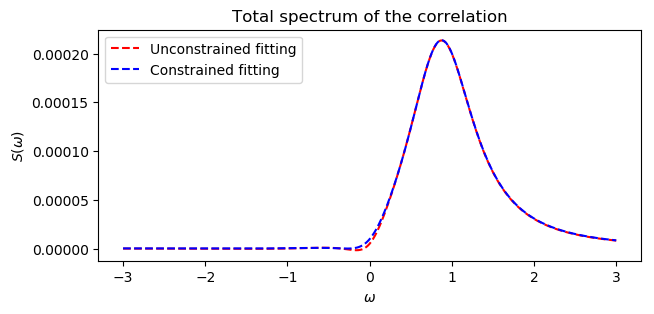 Total spectrum of the correlation
Unconstrained fitting
Constrained fitting
S(ω)
0.00020
0.00015
0.00010
0.00005
0.00000
−3 −2 −1 0 1 2 3
ω